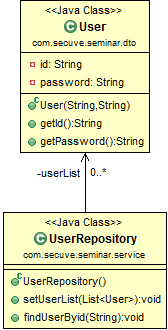 <<Java Class>>
User
com.secuve.seminar.dto
id: String
password: String
User(String,String)
getId():String
getPassword():String
-userList 0..*
<<Java Class>>
UserRepository
com.secuve.seminar.service
UserRepository()
setUserList(List<User>):void
findUserByid(String):void